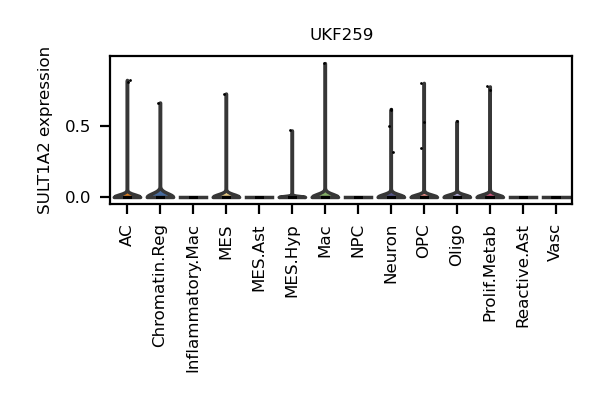 UKF259
SULT1A2 expression
0.5
0.0
AC
Chromatin.Reg
Inflammatory.Mac
MES
MES.Ast
MES.Hyp
Mac
NPC
Neuron
OPC
Oligo
Prolif.Metab
Reactive.Ast
Vasc